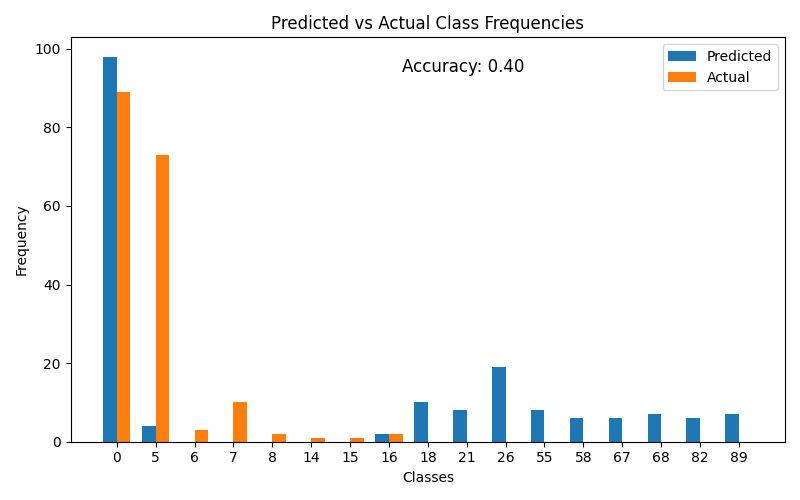 Predicted vs Actual Class Frequencies
Accuracy: 0.40
Predicted
Actual
100
80
60
40
20
0
Frequency
0 5 6 7 8 14 15 16 18 21 26 55 58 67 68 82 89
Classes